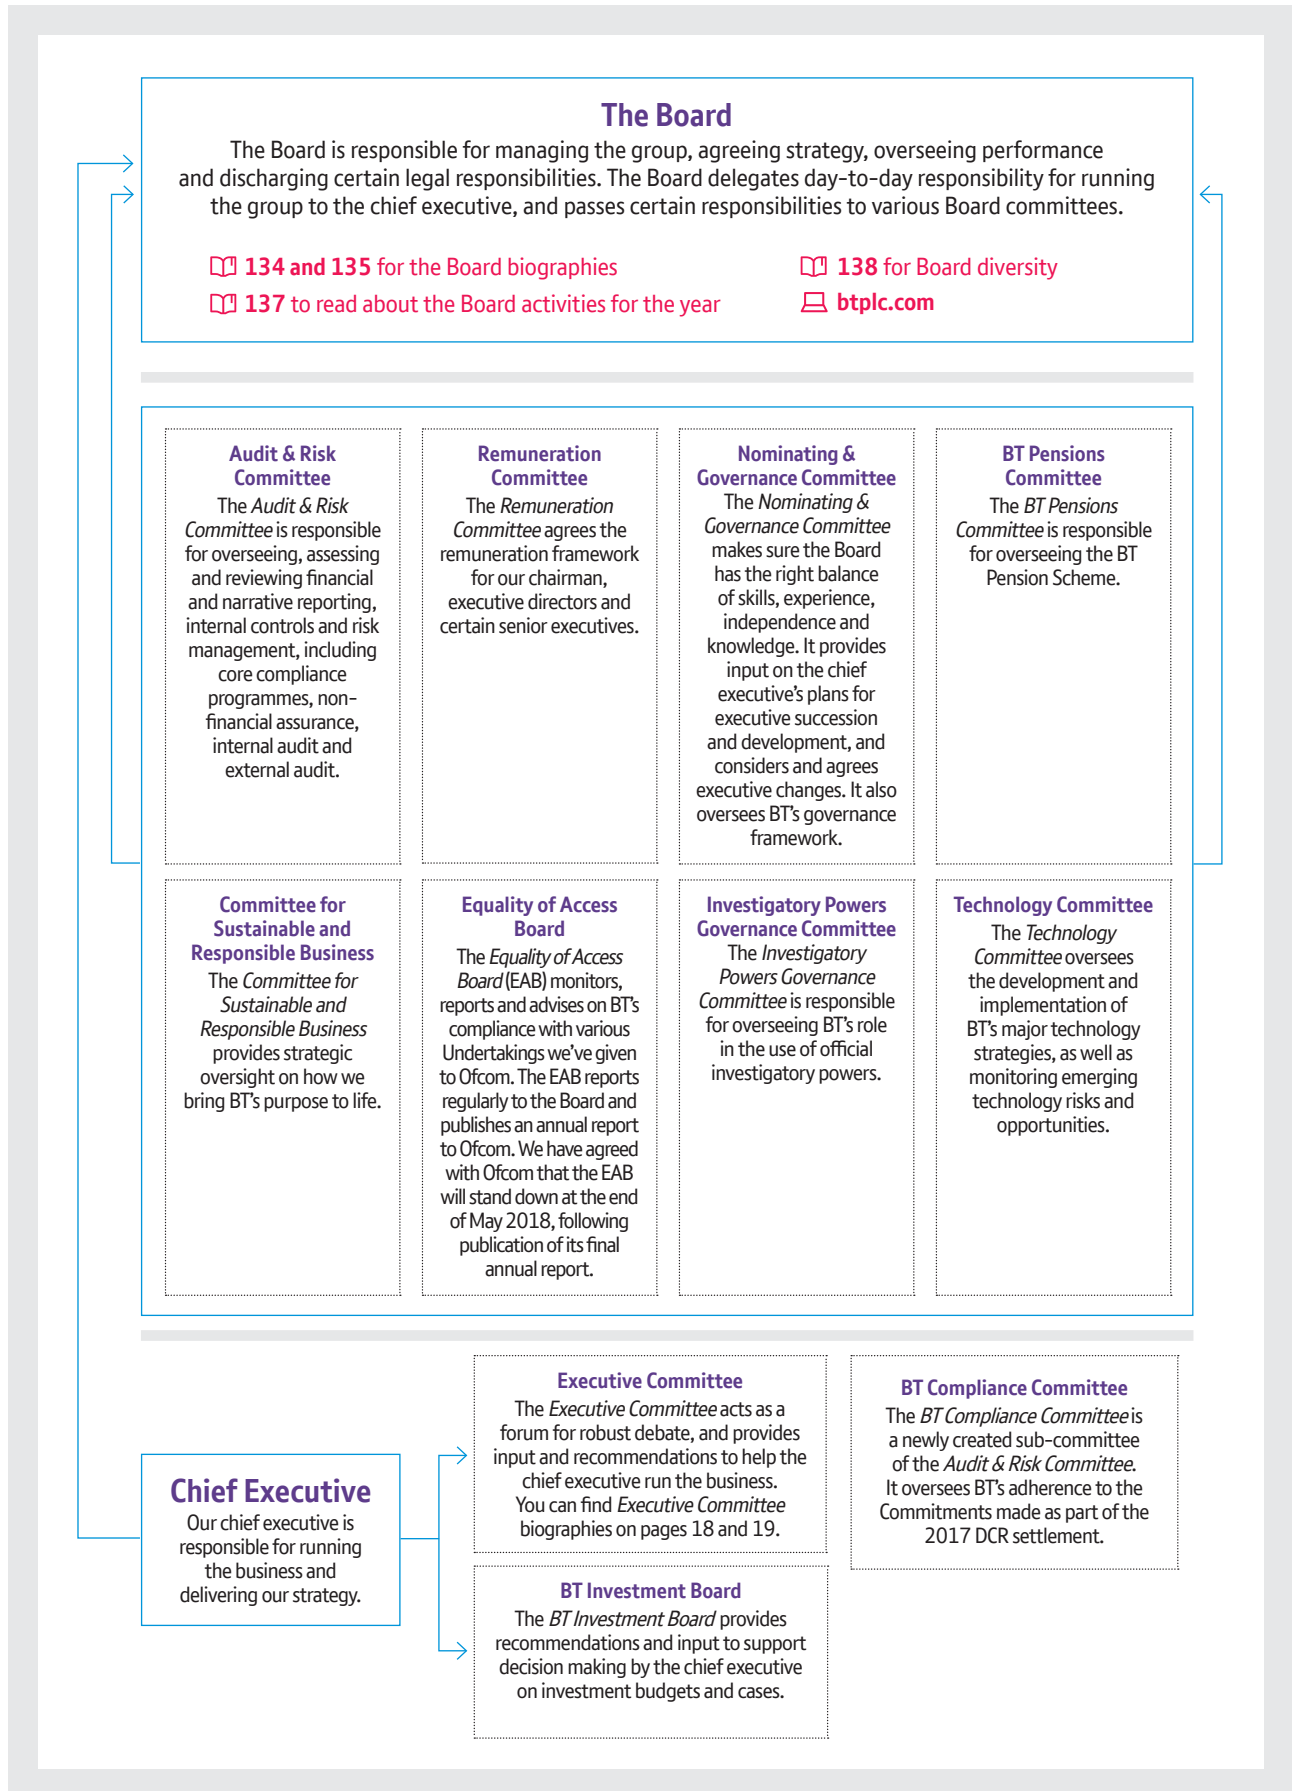 The Board
The Board is responsible for managing the group, agreeing strategy, overseeing performance
and discharging certain legal responsibilities. The Board delegates day-to-day responsibility for running
the group to the chief executive, and passes certain responsibilities to various Board committees.
134 and 135 for the Board biographies
137 to read about the Board activities for the year
138 for Board diversity
btplc.com
Audit & Risk
Committee
The Audit & Risk
Committee is responsible
for overseeing, assessing
and reviewing financial
and narrative reporting,
internal controls and risk
management, including
core compliance
programmes, non-
financial assurance,
internal audit and
external audit.
Remuneration
Committee
The Remuneration
Committee agrees the
remuneration framework
for our chairman,
executive directors and
certain senior executives.
Nominating &
Governance Committee
The Nominating &
Governance Committee
makes sure the Board
has the right balance
of skills, experience,
independence and
knowledge. It provides
input on the chief
executive's plans for
executive succession
and development, and
considers and agrees
executive changes. It also
oversees BT's governance
framework.
BT Pensions
Committee
The BT Pensions
Committee is responsible
for overseeing the BT
Pension Scheme.
Committee for
Sustainable and
Responsible Business
The Committee for
Sustainable and
Responsible Business
provides strategic
oversight on how we
bring BT's purpose to life.
Equality of Access
Board
The Equality of Access
Board (EAB) monitors,
reports and advises on BT's
compliance with various
Undertakings we've given
to Ofcom. The EAB reports
regularly to the Board and
publishes an annual report
to Ofcom. We have agreed
with Ofcom that the EAB
will stand down at the end
of May 2018, following
publication of its final
annual report.
Investigatory Powers
Governance Committee
The Investigatory
Powers Governance
Committee is responsible
for overseeing BT's role
in the use of official
investigatory powers.
Technology Committee
The Technology
Committee oversees
the development and
implementation of
BT's major technology
strategies, as well as
monitoring emerging
technology risks and
opportunities.
Chief Executive
Our chief executive is
responsible for running
the business and
delivering our strategy.
Executive Committee
The Executive Committee acts as a
forum for robust debate, and provides
input and recommendations to help the
chief executive run the business.
You can find Executive Committee
biographies on pages 18 and 19.
BT Investment Board
The BT Investment Board provides
recommendations and input to support
decision making by the chief executive
on investment budgets and cases.
BT Compliance Committee
The BT Compliance Committee is
a newly created sub-committee
of the Audit & Risk Committee.
It oversees BT's adherence to the
Commitments made as part of the
2017 DCR settlement.